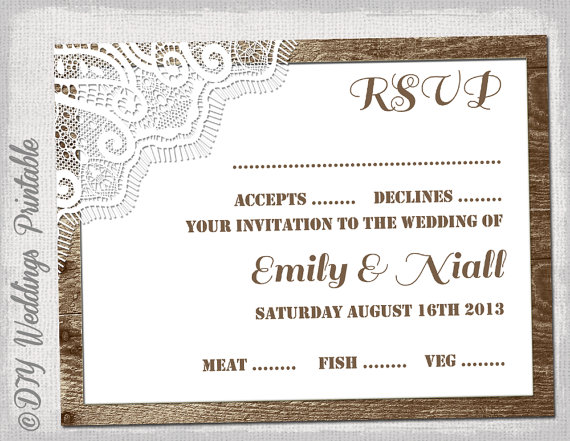 RSVP
..................................................
ACCEPTS ........ DECLINES ........
YOUR INVITATION TO THE WEDDING OF
Emily & Niall
SATURDAY AUGUST 16TH 2013
MEAT ........ FISH ........ VEG ........
©DIY Weddings Printable